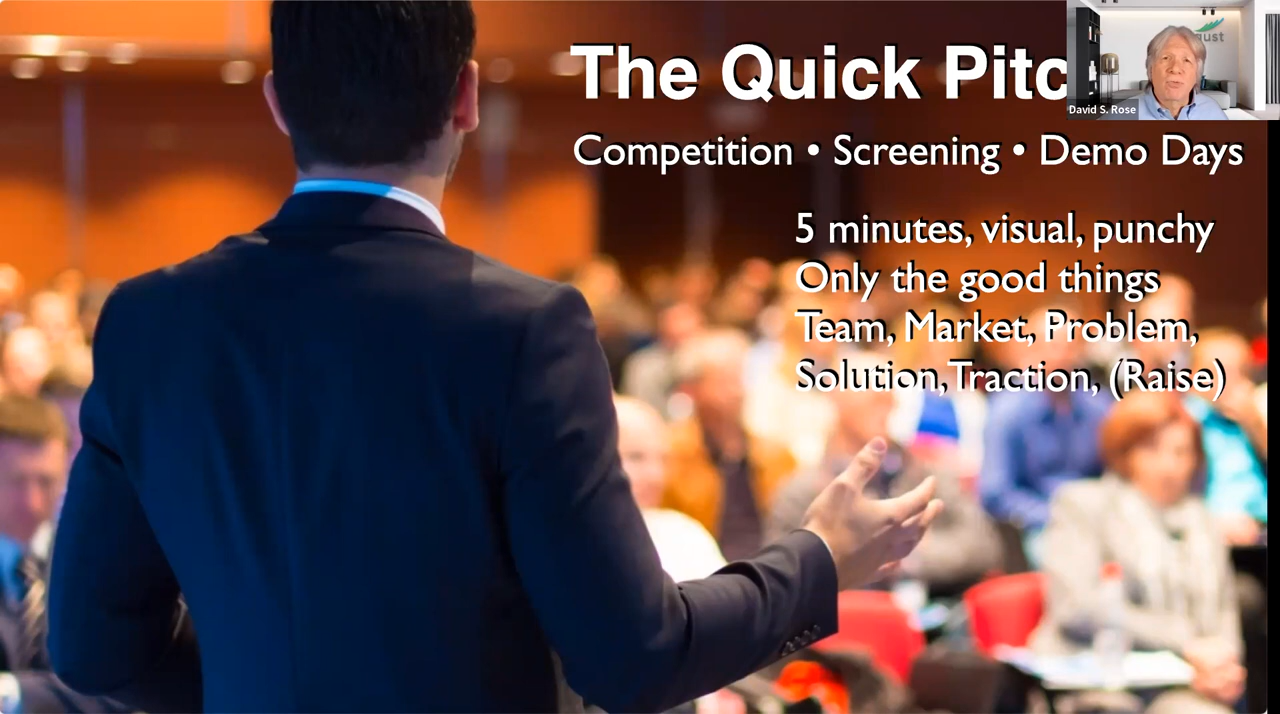 The Quick Pitc
Competition • Screening • Demo Days
5 minutes, visual, punchy
Only the good things
Team, Market, Problem,
Solution, Traction, (Raise)
ust
David S. Rose